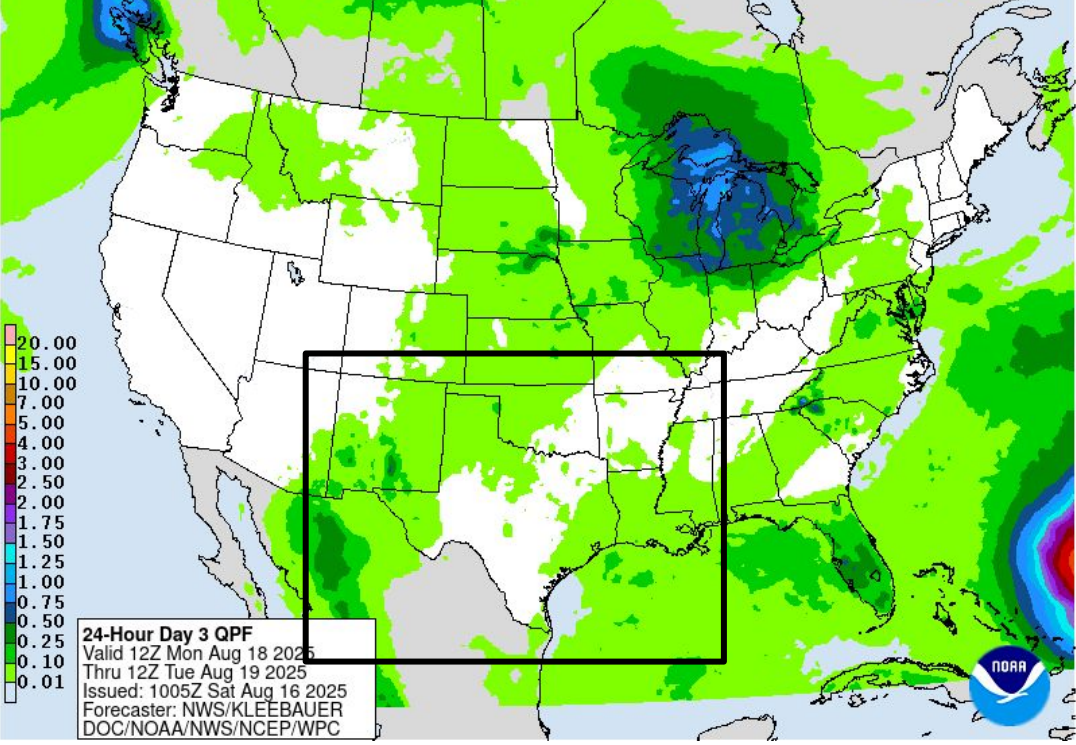 20.00
15.00
10.00
7.00
5.00
4.00
3.00
2.50
2.00
1.75
1.50
1.25
1.00
0.75
0.50
0.25
0.10
0.01
24-Hour Day 3 QPF
Valid 12Z Mon Aug 18 2025
Thru 12Z Tue Aug 19 2025
Issued: 1005Z Sat Aug 16 2025
Forecaster: NWS/KLEEBAUER
DOC/NOAA/NWS/NCEP/WPC
NOAA